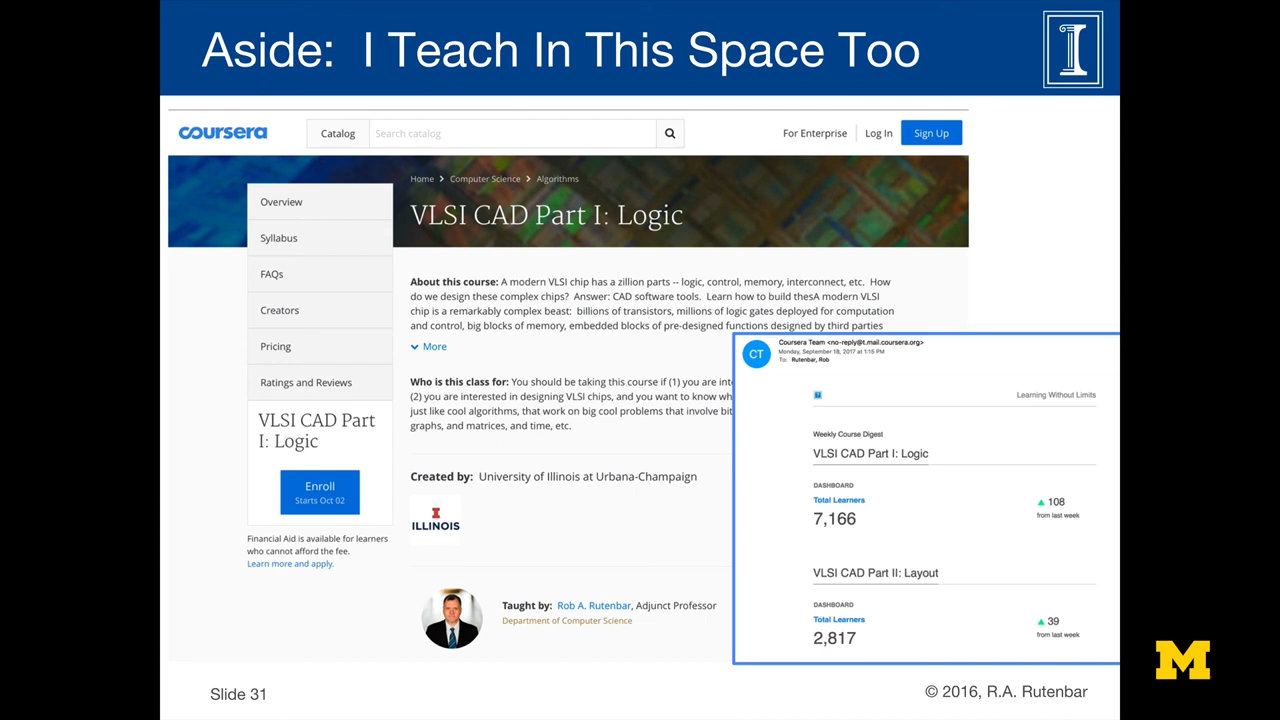 Aside: I Teach In This Space Too
I
coursera
Catalog
Search catalog
For Enterprise
Log In
Sign Up
Home > Computer Science > Algorithms
VLSI CAD Part I: Logic
Overview
Syllabus
FAQs
Creators
Pricing
Ratings and Reviews
VLSI CAD Part
I: Logic
Enroll
Starts Oct 02
Financial Aid is available for learners
who cannot afford the fee.
Learn more and apply.
About this course: A modern VLSI chip has a zillion parts -- logic, control, memory, interconnect, etc. How
do we design these complex chips? Answer: CAD software tools. Learn how to build thesA modern VLSI
chip is a remarkably complex beast: billions of transistors, millions of logic gates deployed for computation
and control, big blocks of memory, embedded blocks of pre-designed functions designed by third parties
More
Who is this class for: You should be taking this course if (1) you are inte
(2) you are interested in designing VLSI chips, and you want to know wh
just like cool algorithms, that work on big cool problems that involve bit
graphs, and matrices, and time, etc.
Created by: University of Illinois at Urbana-Champaign
I
ILLINOIS
Taught by: Rob A. Rutenbar, Adjunct Professor
Department of Computer Science
CT
Coursera Team <no-reply@t.mail.coursera.org>
Monday, September 18, 2017 at 1:15 PM
To: Rutenbar, Rob
Learning Without Limits
Weekly Course Digest
VLSI CAD Part I: Logic
DASHBOARD
Total Learners
7,166
108
from last week
VLSI CAD Part II: Layout
DASHBOARD
Total Learners
2,817
39
from last week
M
Slide 31
© 2016, R.A. Rutenbar